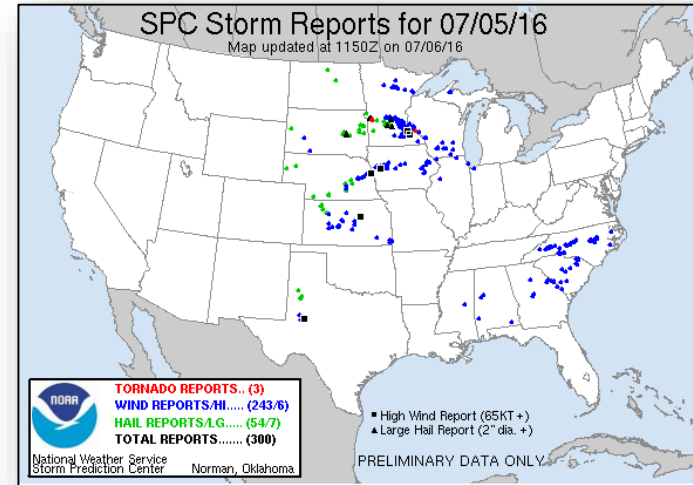 SPC Storm Reports for 07/05/16
Map updated at 1150Z on 07/06/16
NOAA
TORNADO REPORTS.. (3)
WIND REPORTS/HI..... (243/6)
HAIL REPORTS/LG..... (54/7)
TOTAL REPORTS....... (300)
National Weather Service
Storm Prediction Center Norman, Oklahoma
High Wind Report (65KT +)
Large Hail Report (2" dia. +)
PRELIMINARY DATA ONLY